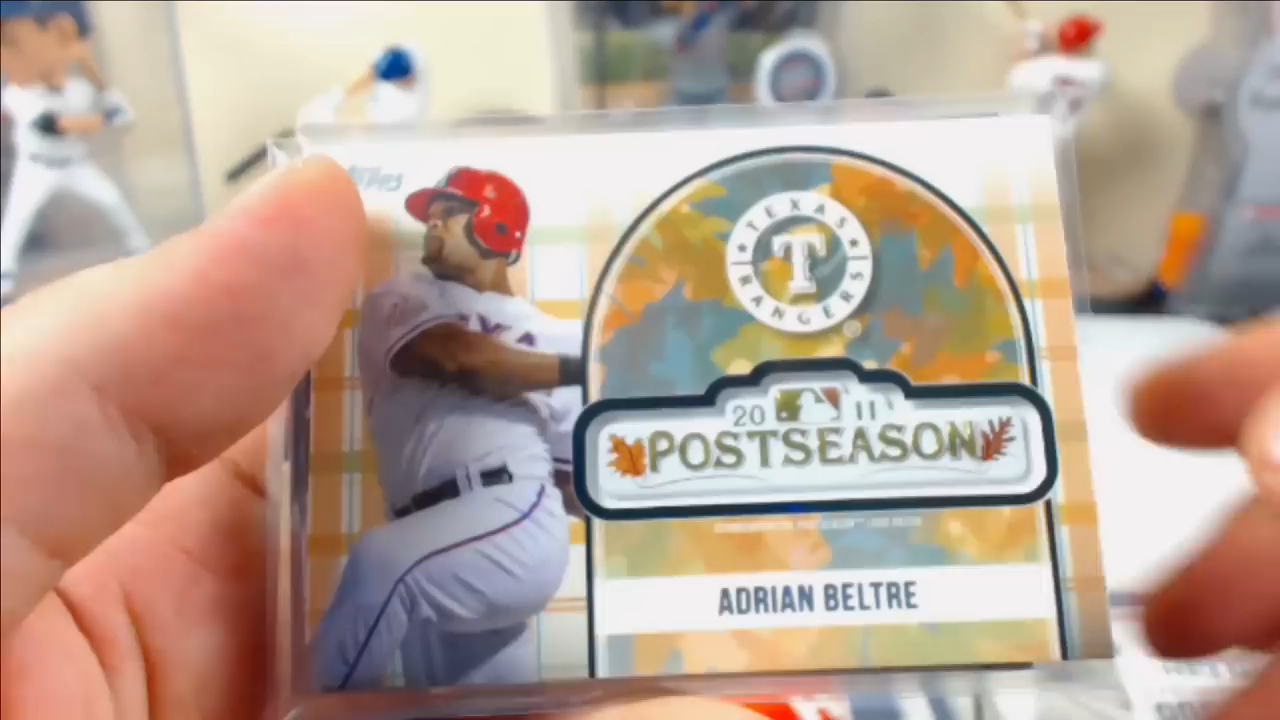 Topps
TEXAS
T
RANGERS
2011
POSTSEASON
ADRIAN BELTRE